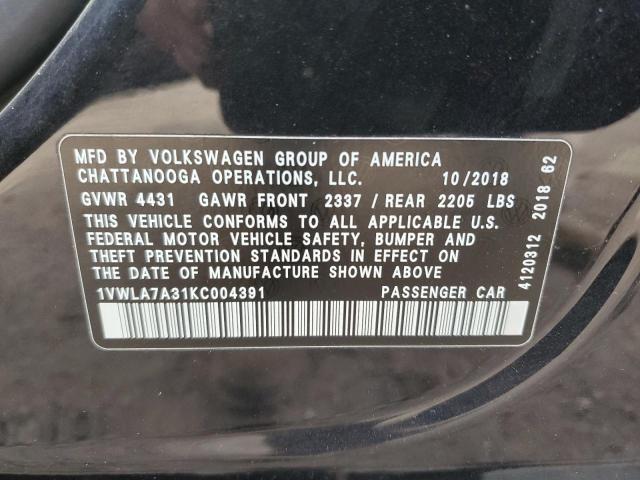 MFD BY VOLKSWAGEN GROUP OF AMERICA
CHATTANOOGA OPERATIONS, LLC. 10/2018
GVWR 4431 GAWR FRONT 2337 / REAR 2205 LBS
THIS VEHICLE CONFORMS TO ALL APPLICABLE U.S.
FEDERAL MOTOR VEHICLE SAFETY, BUMPER AND
THEFT PREVENTION STANDARDS IN EFFECT ON
THE DATE OF MANUFACTURE SHOWN ABOVE
1VWLA7A31KC004391 PASSENGER CAR
4120312 2018 62